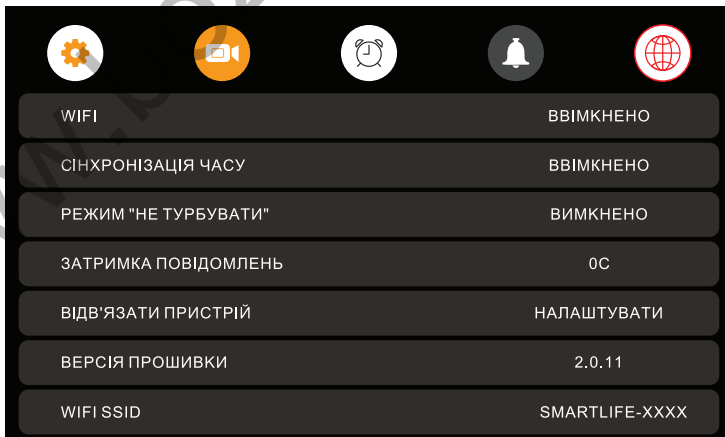 WIFI ВВІМКНЕНО
СІНХРОНІЗАЦІЯ ЧАСУ ВВІМКНЕНО
РЕЖИМ "НЕ ТУРБУВАТИ" ВИМКНЕНО
ЗАТРИМКА ПОВІДОМЛЕНЬ 0С
ВІДВ'ЯЗАТИ ПРИСТРІЙ НАЛАШТУВАТИ
ВЕРСІЯ ПРОШИВКИ 2.0.11
WIFI SSID SMARTLIFE-XXXX